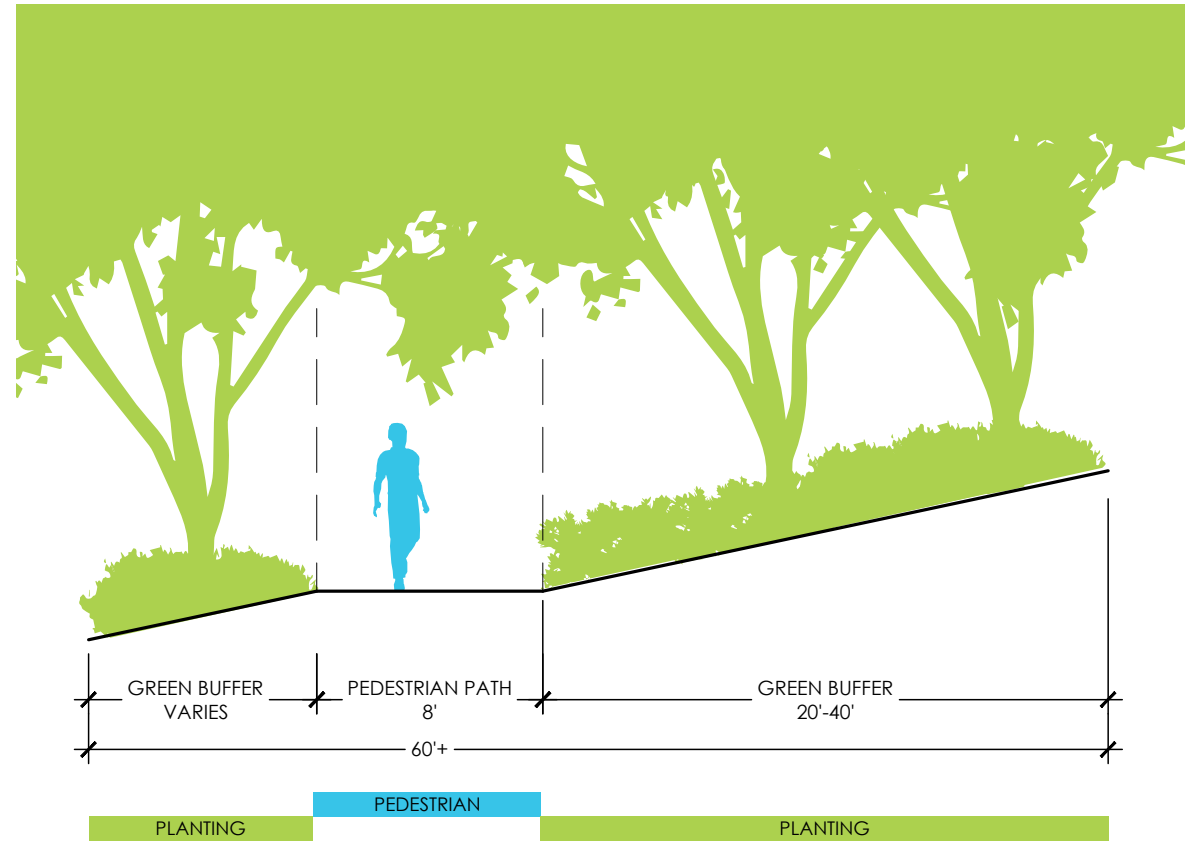 GREEN BUFFER
VARIES
PEDESTRIAN PATH
8'
GREEN BUFFER
20'-40'
60'+
PEDESTRIAN
PLANTING
PLANTING